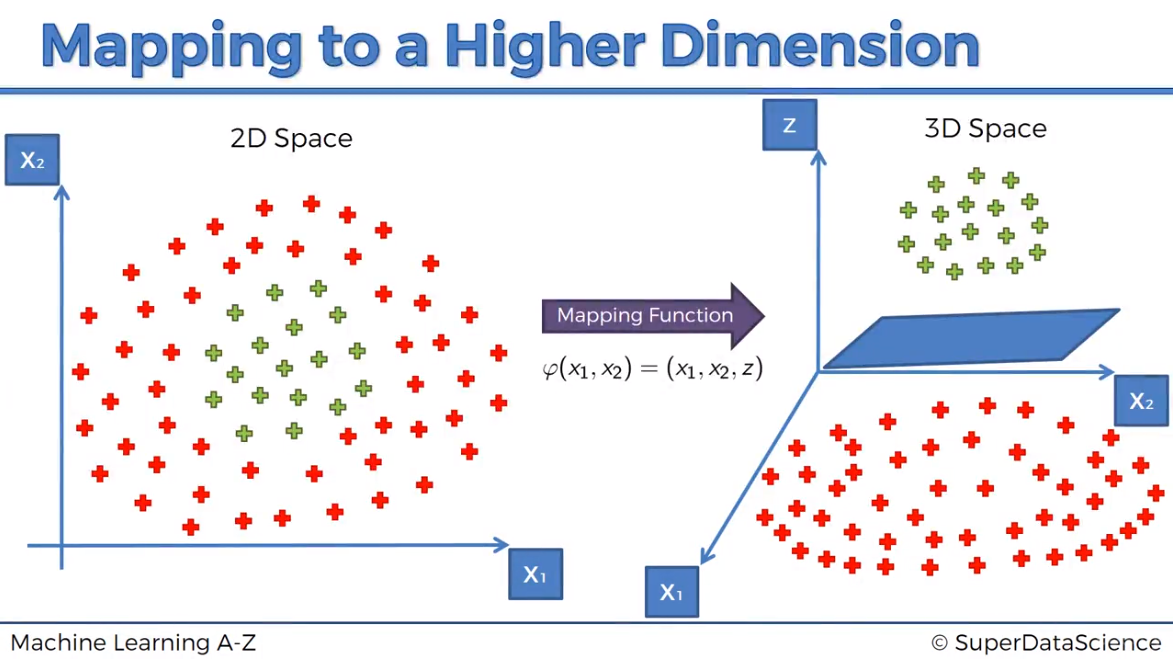 Mapping to a Higher Dimension
2D Space
X₂
X₁
Mapping Function
φ(x₁, x₂) = (x₁, x₂, z)
3D Space
Z
X₂
X₁
Machine Learning A-Z
© SuperDataScience